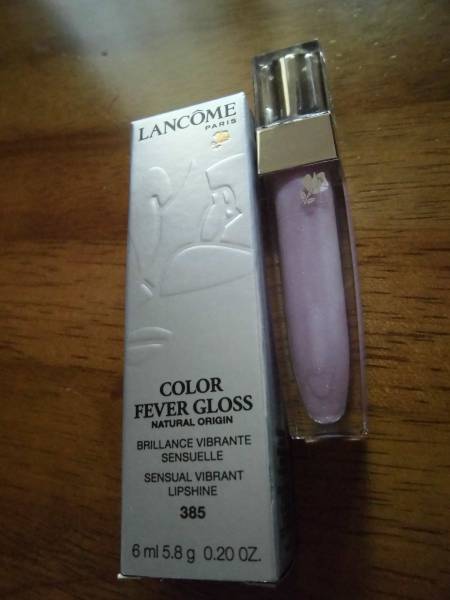 LANCÔME
PARIS
COLOR
FEVER GLOSS
NATURAL ORIGIN
BRILLANCE VIBRANTE
SENSUELLE
SENSUAL VIBRANT
LIPSHINE
385
6 ml 5.8 g 0.20 OZ.